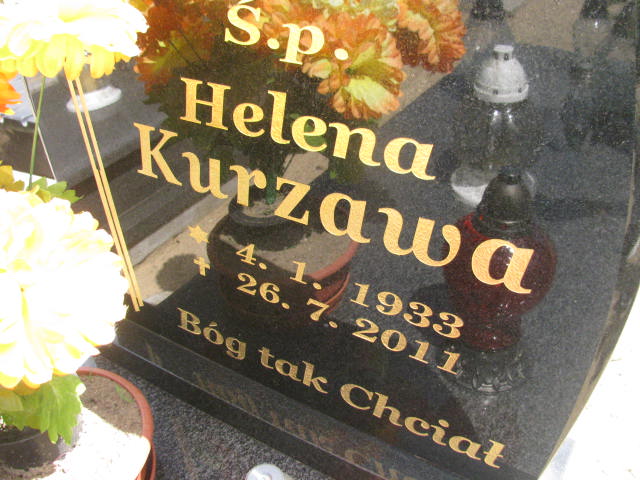 Ś.p.
Helena
Kurzawa
* 4. 1. 1933
✝ 26. 7. 2011
Bóg tak Chciał